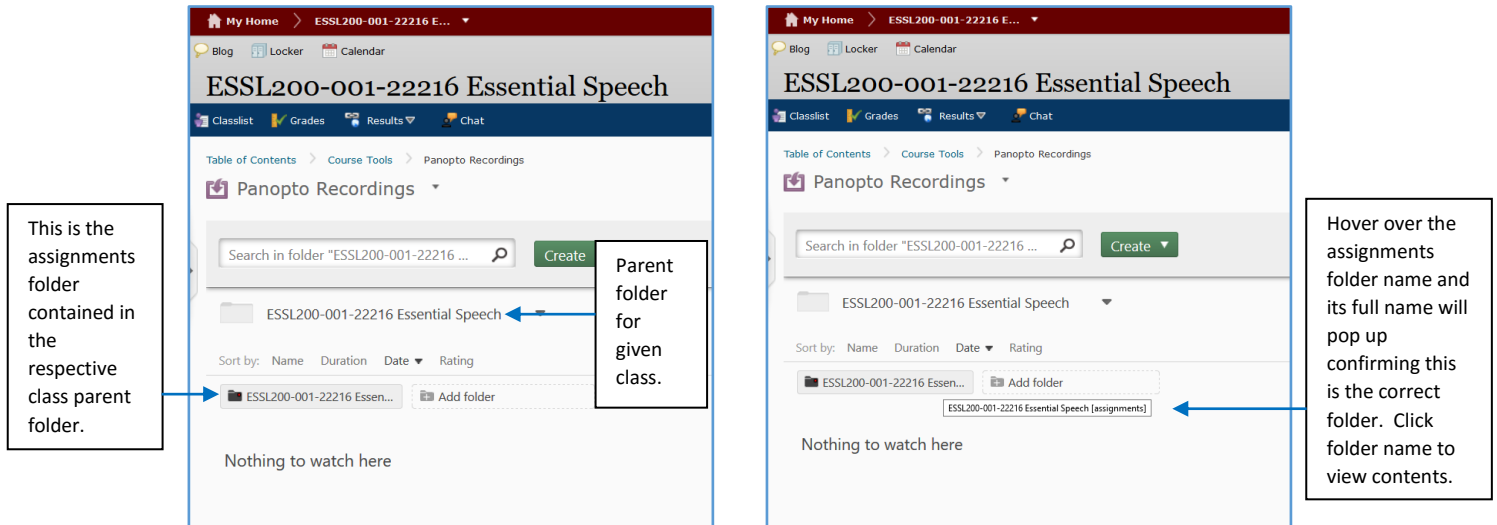 My Home > ESSL200-001-22216 E... ▼
Blog Locker Calendar
ESSL200-001-22216 Essential Speech
Classlist Grades Results Chat
Table of Contents > Course Tools > Panopto Recordings
Panopto Recordings
Search in folder "ESSL200-001-22216 ...
Create
ESSL200-001-22216 Essential Speech
Sort by: Name Duration Date ▼ Rating
ESSL200-001-22216 Essen... Add folder
Nothing to watch here
This is the
assignments
folder
contained in
the
respective
class parent
folder.
Parent
folder
for
given
class.
My Home > ESSL200-001-22216 E... ▼
Blog Locker Calendar
ESSL200-001-22216 Essential Speech
Classlist Grades Results Chat
Table of Contents > Course Tools > Panopto Recordings
Panopto Recordings
Search in folder "ESSL200-001-22216 ...
Create
ESSL200-001-22216 Essential Speech
Sort by: Name Duration Date ▼ Rating
ESSL200-001-22216 Essen... Add folder
ESSL200-001-22216 Essential Speech [assignments]
Nothing to watch here
Hover over the
assignments
folder name and
its full name will
pop up
confirming this
is the correct
folder. Click
folder name to
view contents.